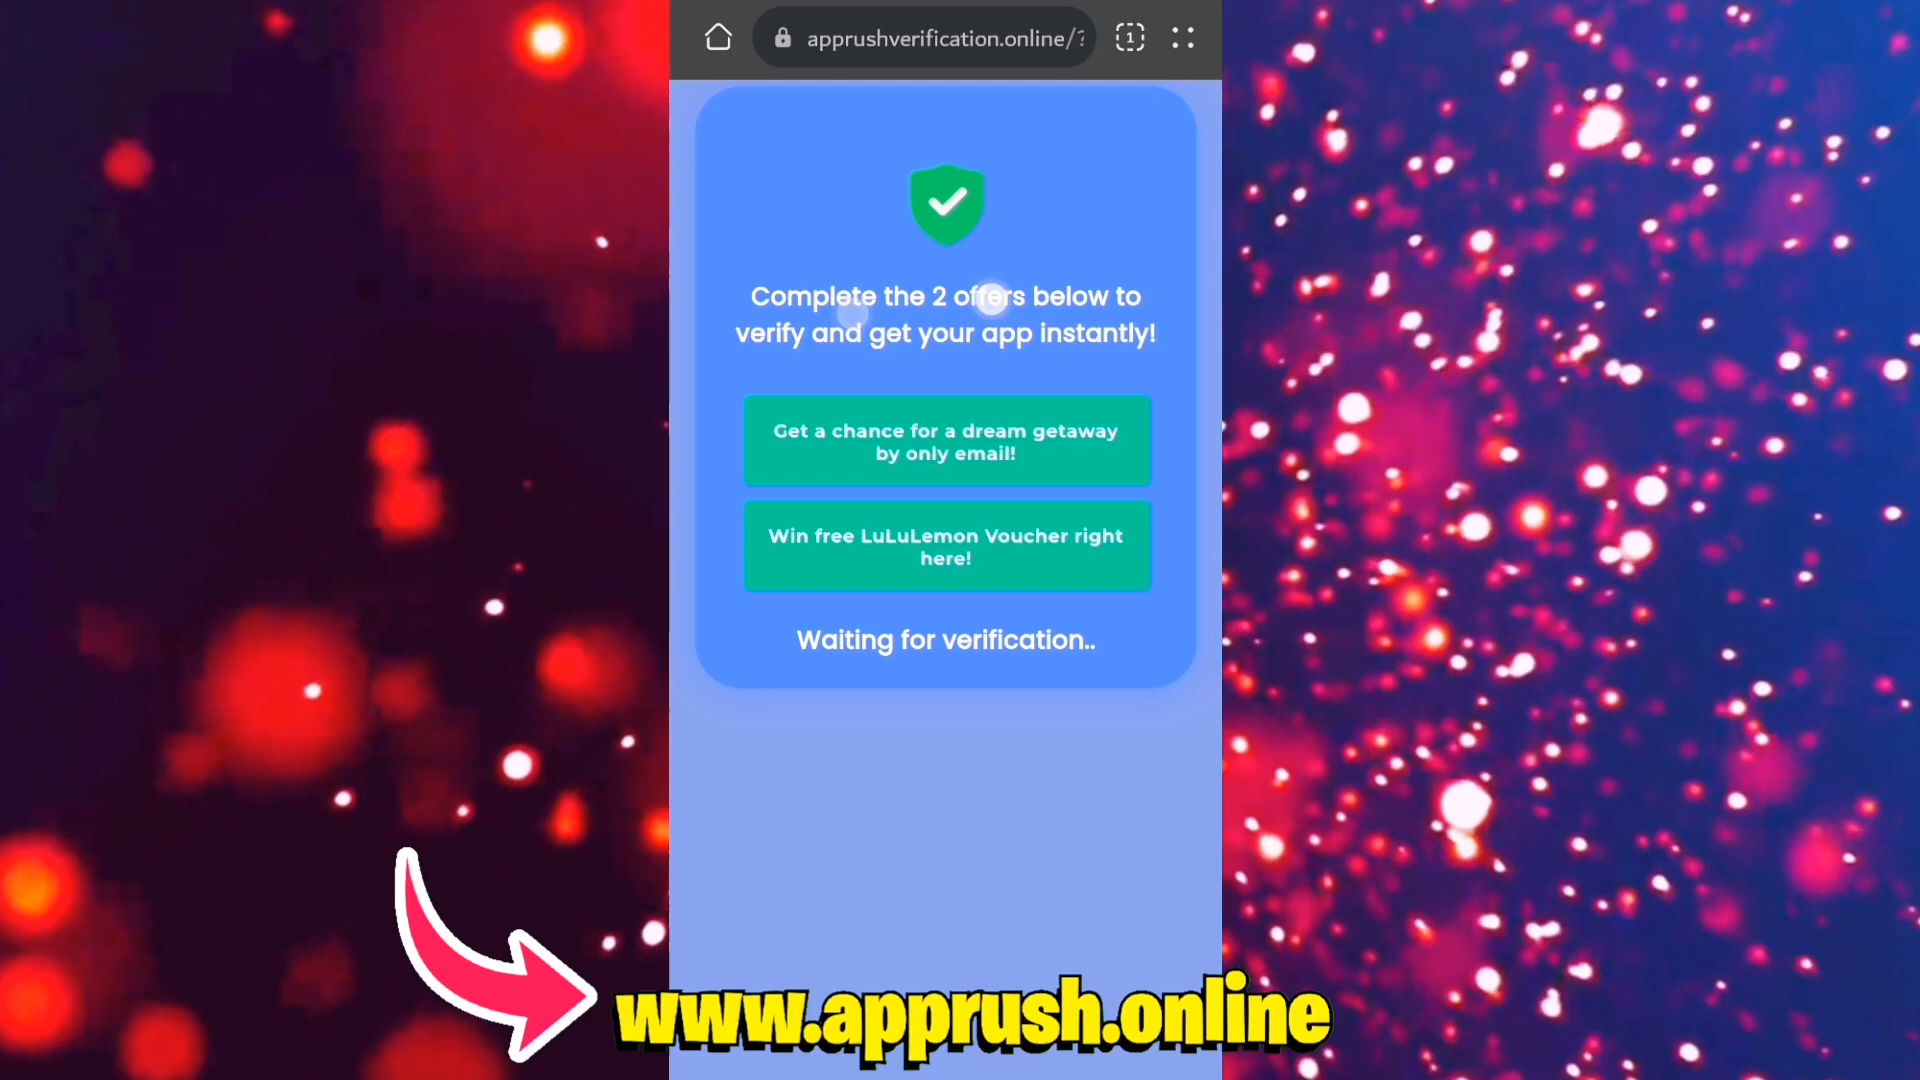 apprushverification.online/?
1
Complete the 2 offers below to
verify and get your app instantly!
Get a chance for a dream getaway
by only email!
Win free LuLuLemon Voucher right
here!
Waiting for verification..
www.apprush.online